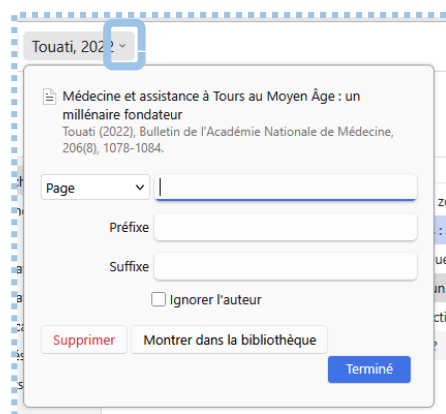 Touati, 2022
Médecine et assistance à Tours au Moyen Âge : un
millénaire fondateur
Touati (2022), Bulletin de l'Académie Nationale de Médecine,
206(8), 1078-1084.
Page
Préfixe
Suffixe
Ignorer l'auteur
Supprimer
Montrer dans la bibliothèque
Terminé